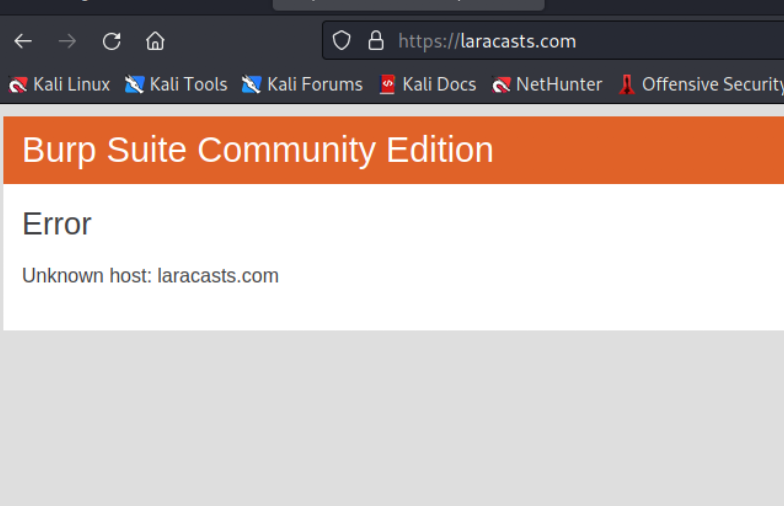 https://laracasts.com
Kali Linux Kali Tools Kali Forums Kali Docs NetHunter Offensive Security
Burp Suite Community Edition
Error
Unknown host: laracasts.com